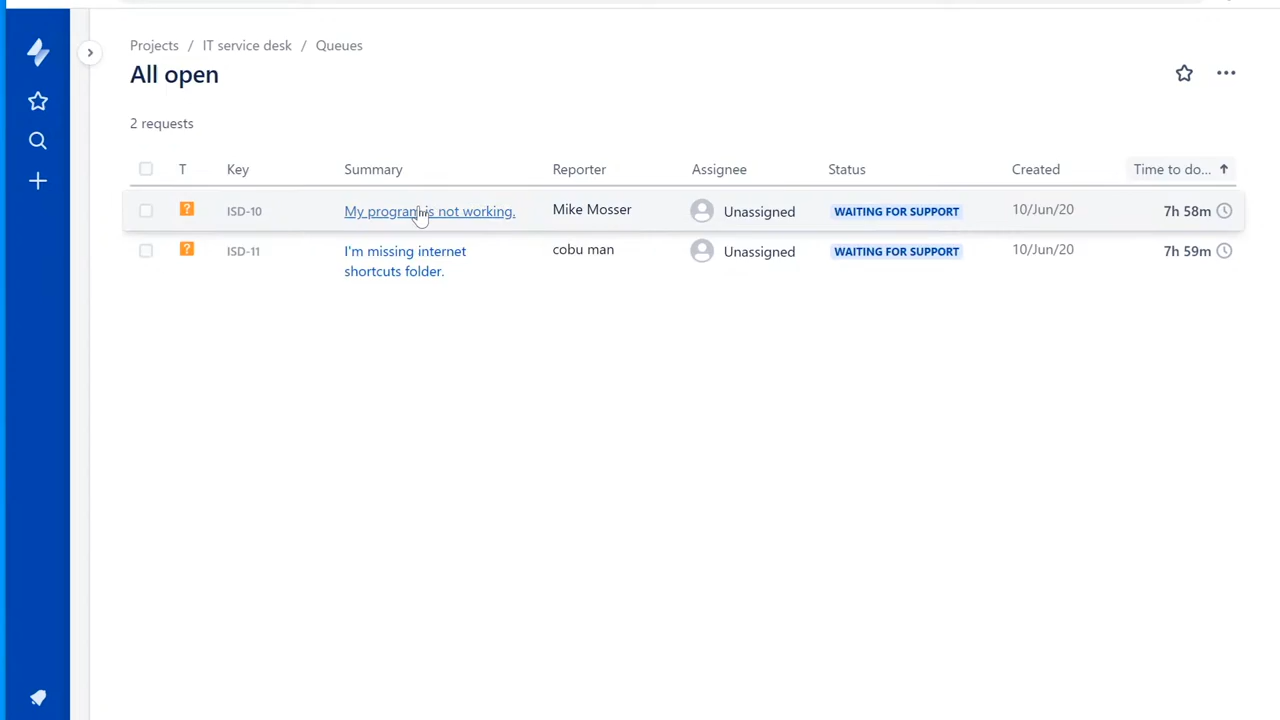 Projects / IT service desk / Queues
All open
2 requests
T Key Summary Reporter Assignee Status Created Time to do... ↑
? ISD-10 My program is not working. Mike Mosser Unassigned WAITING FOR SUPPORT 10/Jun/20 7h 58m
? ISD-11 I'm missing internet cobu man Unassigned WAITING FOR SUPPORT 10/Jun/20 7h 59m
shortcuts folder.